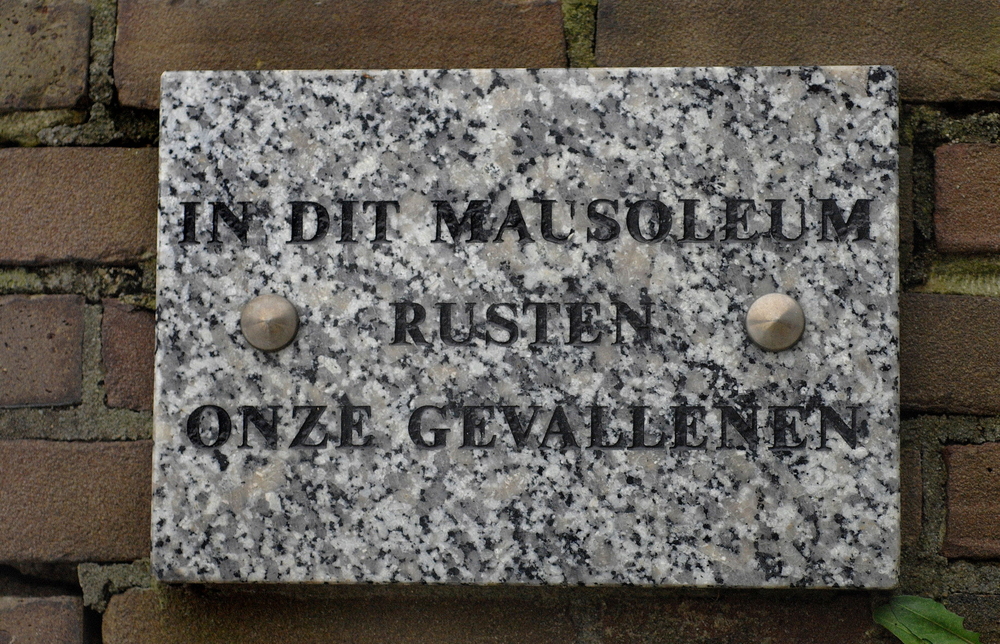 IN DIT MAUSOLEUM
RUSTEN
ONZE GEVALLENEN